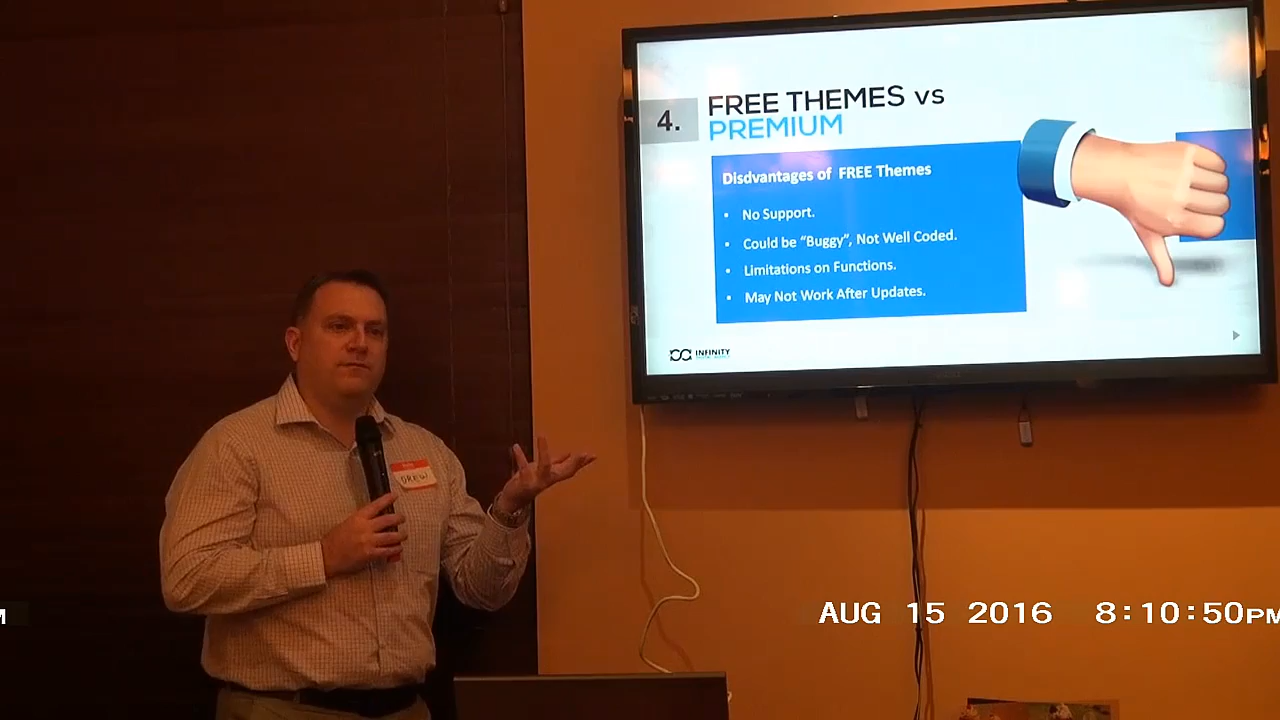 4.
FREE THEMES vs
PREMIUM
Disdvantages of FREE Themes
• No Support.
• Could be “Buggy”, Not Well Coded.
• Limitations on Functions.
• May Not Work After Updates.
INFINITY
DREW
M
AUG 15 2016 8:10:50PM